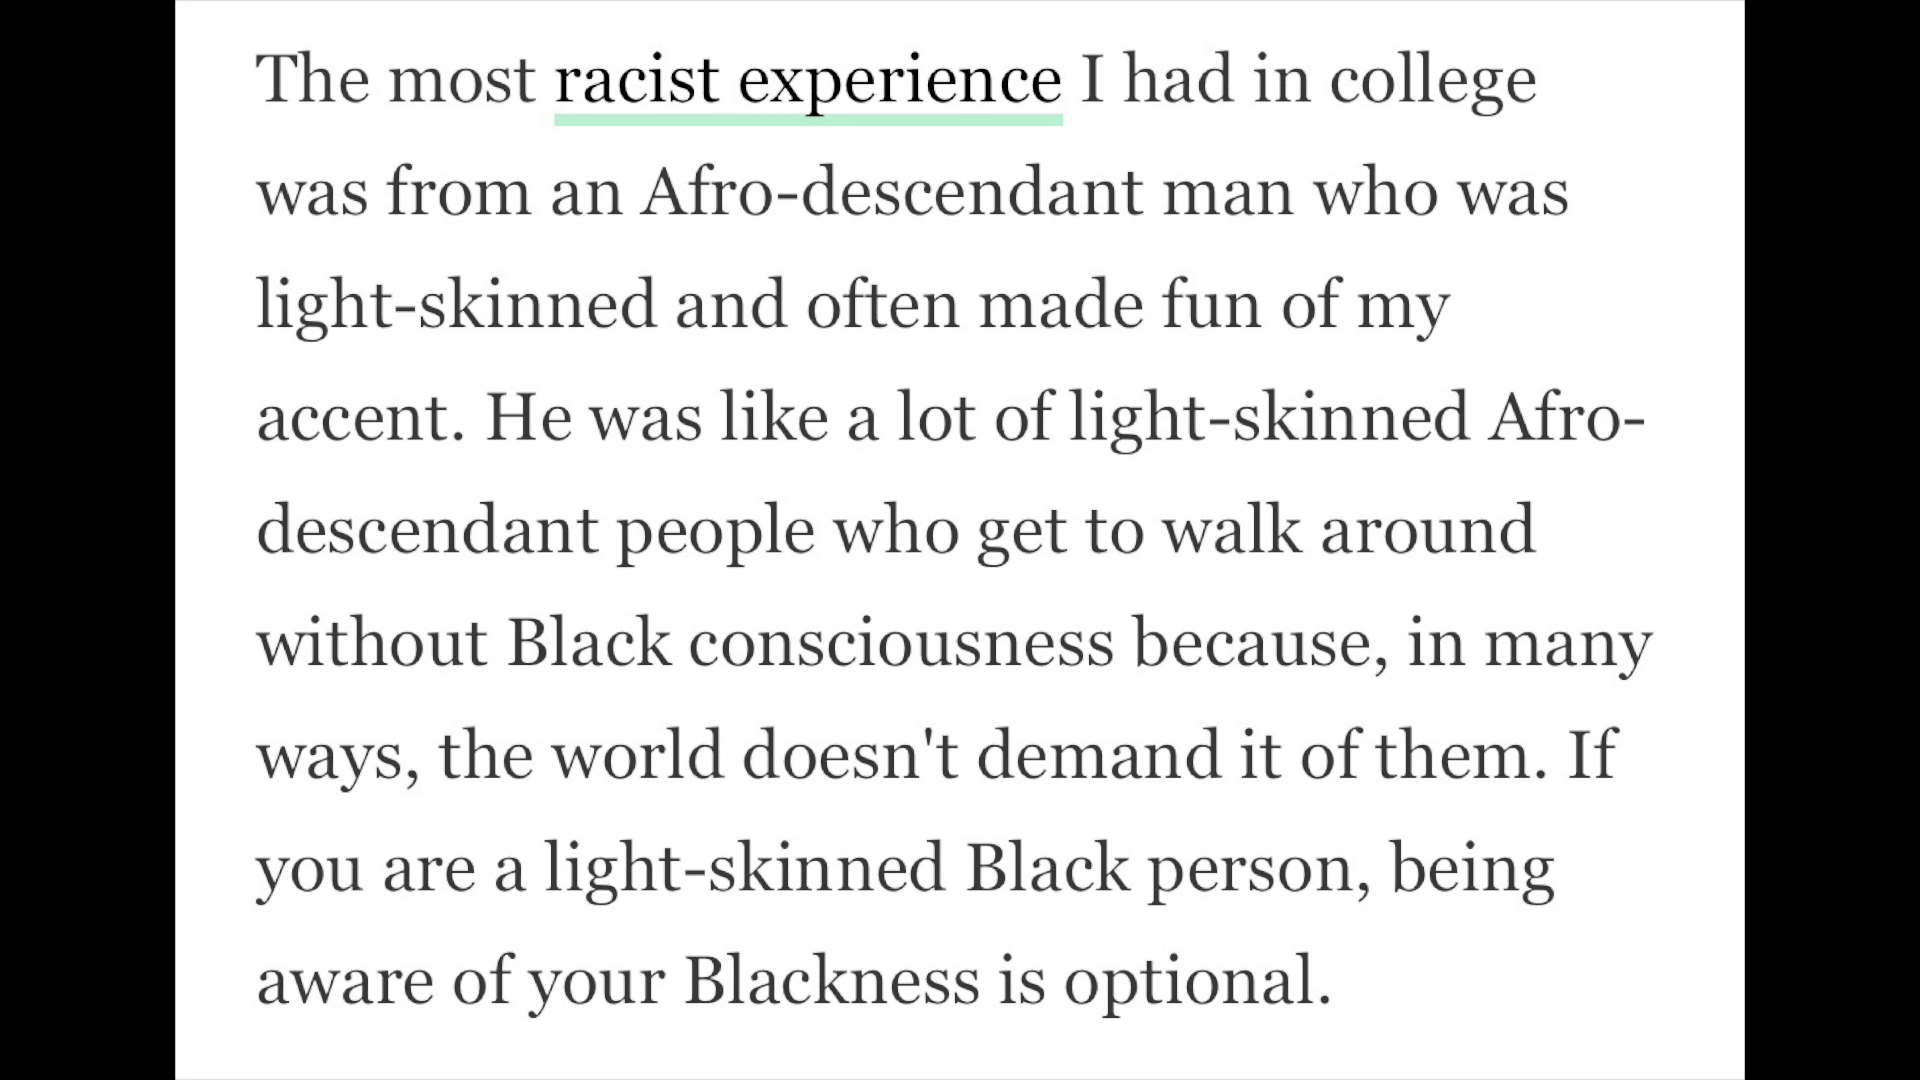 The most racist experience I had in college
was from an Afro-descendant man who was
light-skinned and often made fun of my
accent. He was like a lot of light-skinned Afro-
descendant people who get to walk around
without Black consciousness because, in many
ways, the world doesn't demand it of them. If
you are a light-skinned Black person, being
aware of your Blackness is optional.